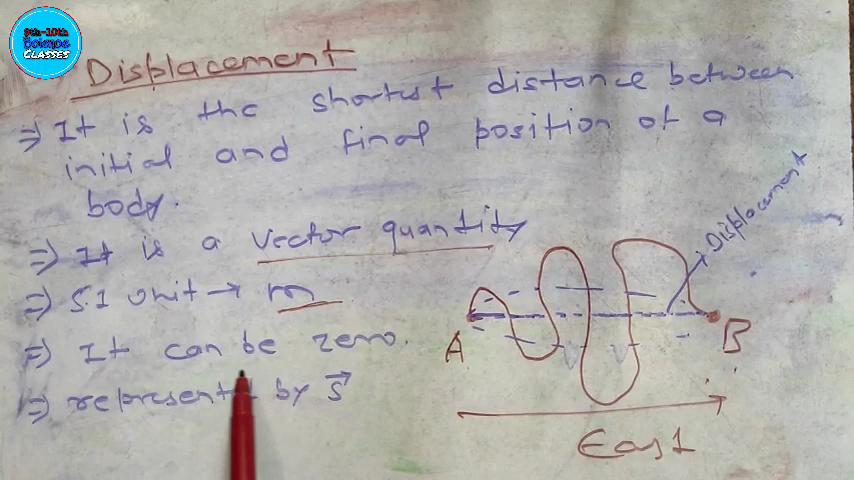 9th-10th
Science
CLASSES
Displacement
⇒ It is the shortest distance between
initial and final position of a
body.
⇒ It is a vector quantity
⇒ S.I unit → m
⇒ It can be zero.
⇒ represented by S⃗
Displacement
A
B
East